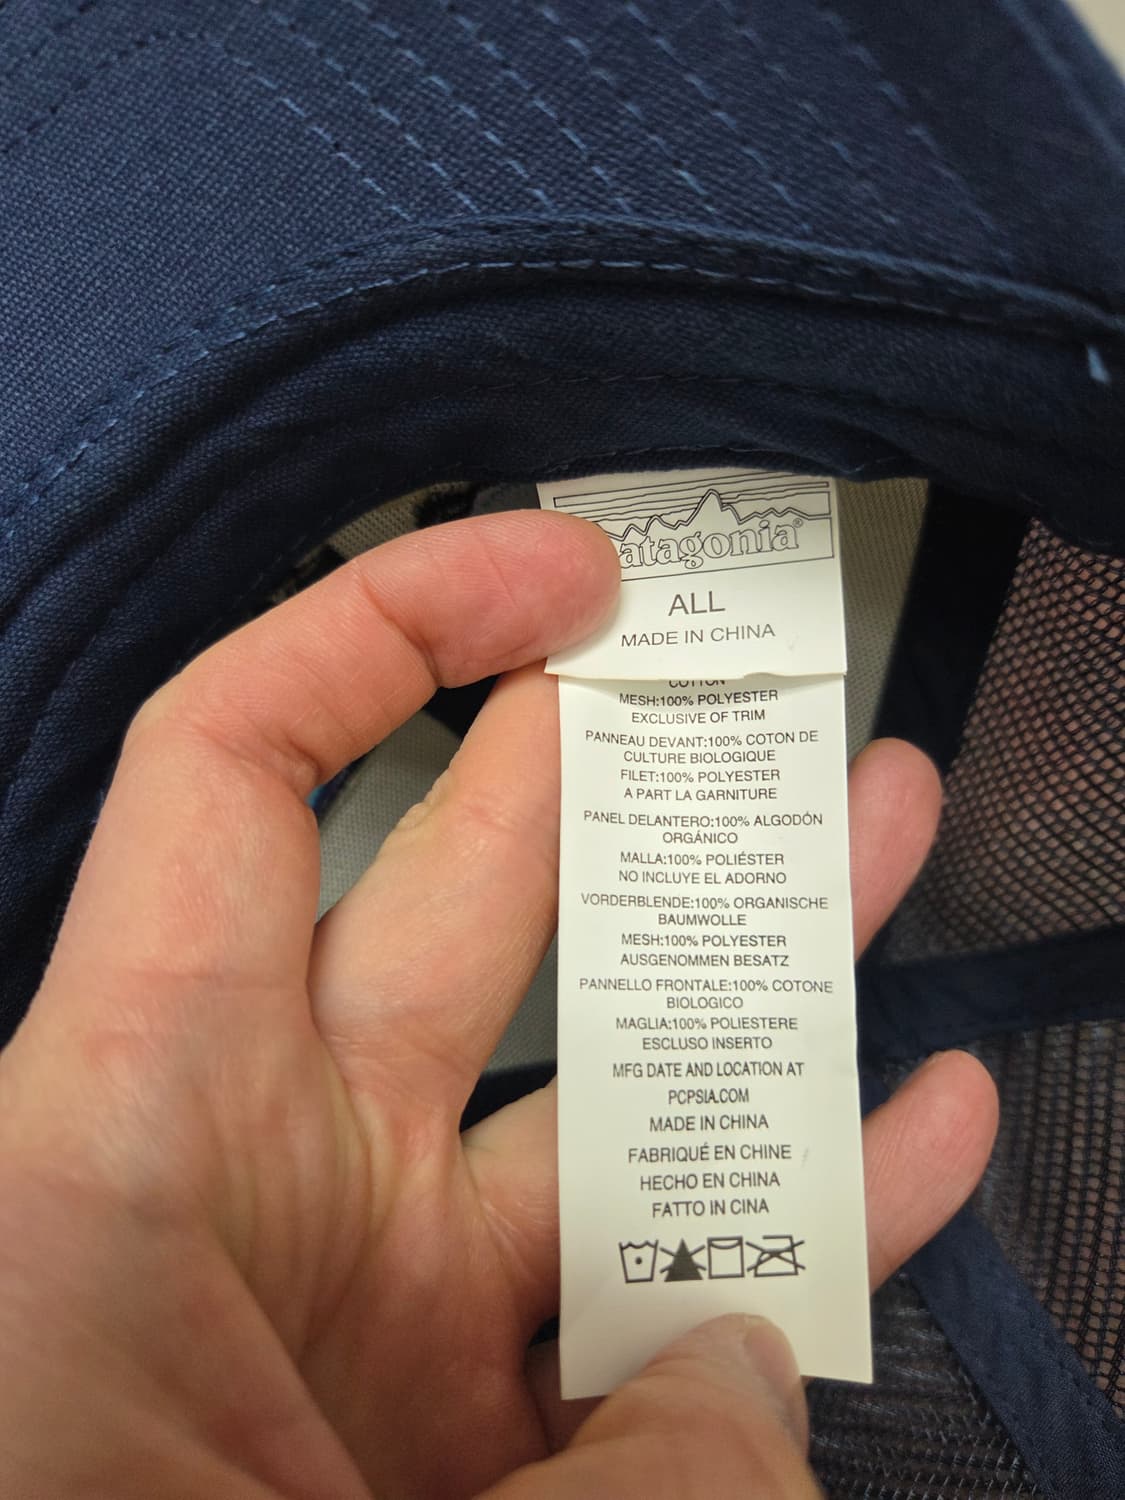 patagonia®
ALL
MADE IN CHINA
COTTON
MESH:100% POLYESTER
EXCLUSIVE OF TRIM
PANNEAU DEVANT:100% COTON DE
CULTURE BIOLOGIQUE
FILET:100% POLYESTER
A PART LA GARNITURE
PANEL DELANTERO:100% ALGODÓN
ORGÁNICO
MALLA:100% POLIÉSTER
NO INCLUYE EL ADORNO
VORDERBLENDE:100% ORGANISCHE
BAUMWOLLE
MESH:100% POLYESTER
AUSGENOMMEN BESATZ
PANNELLO FRONTALE:100% COTONE
BIOLOGICO
MAGLIA:100% POLIESTERE
ESCLUSO INSERTO
MFG DATE AND LOCATION AT
PCPSIA.COM
MADE IN CHINA
FABRIQUÉ EN CHINE
HECHO EN CHINA
FATTO IN CINA